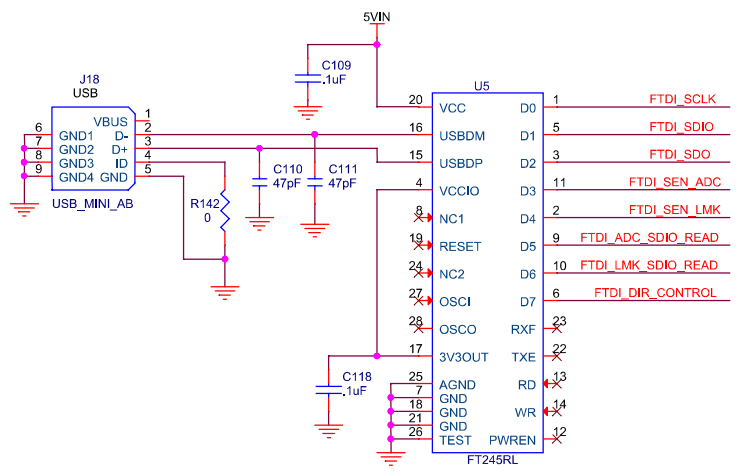 5VIN
C109
.1uF
J18
USB
U5
VBUS 1
20 VCC D0 1 FTDI_SCLK
6 GND1 D- 2
16 USBDM D1 5 FTDI_SDIO
7 GND2 D+ 3
8 GND3 ID 4
15 USBDP D2 3 FTDI_SDO
9 GND4 GND 5
C110
47pF
C111
47pF
4 VCCIO D3 11 FTDI_SEN_ADC
USB_MINI_AB
R142
0
8 NC1 D4 2 FTDI_SEN_LMK
19 RESET D5 9 FTDI_ADC_SDIO_READ
24 NC2 D6 10 FTDI_LMK_SDIO_READ
27 OSCI D7 6 FTDI_DIR_CONTROL
28 OSCO RXF 23
17 3V3OUT TXE 22
C118
.1uF
25 AGND RD 13
7 GND
18 GND WR 14
21 GND
26 TEST PWREN 12
FT245RL